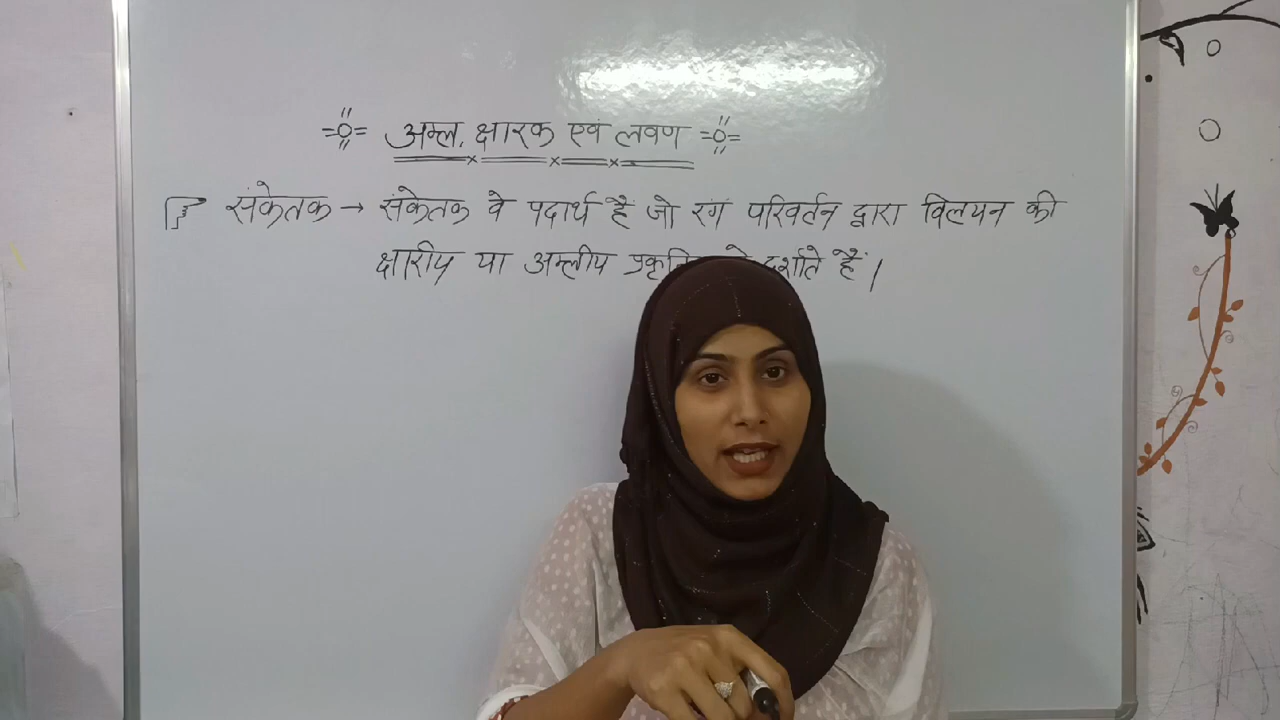 अम्ल, क्षारक एवं लवण
संकेतक → संकेतक वे पदार्थ हैं जो रंग परिवर्तन द्वारा विलयन की
क्षारीय या अम्लीय दर्शाते हैं।